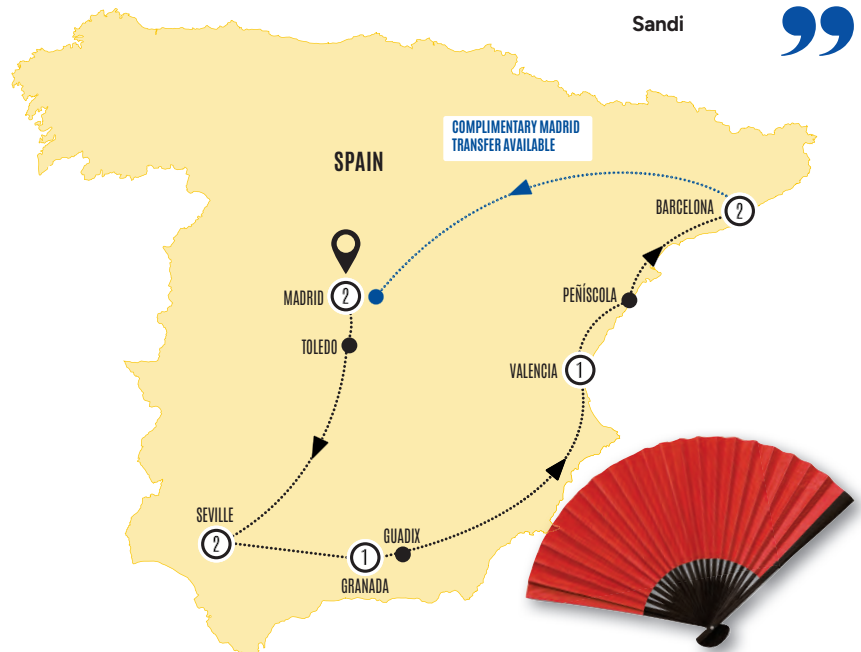 Sandi
”
COMPLIMENTARY MADRID
TRANSFER AVAILABLE
SPAIN
BARCELONA
2
MADRID
2
PEÑÍSCOLA
TOLEDO
VALENCIA
1
SEVILLE
2
GUADIX
1
GRANADA